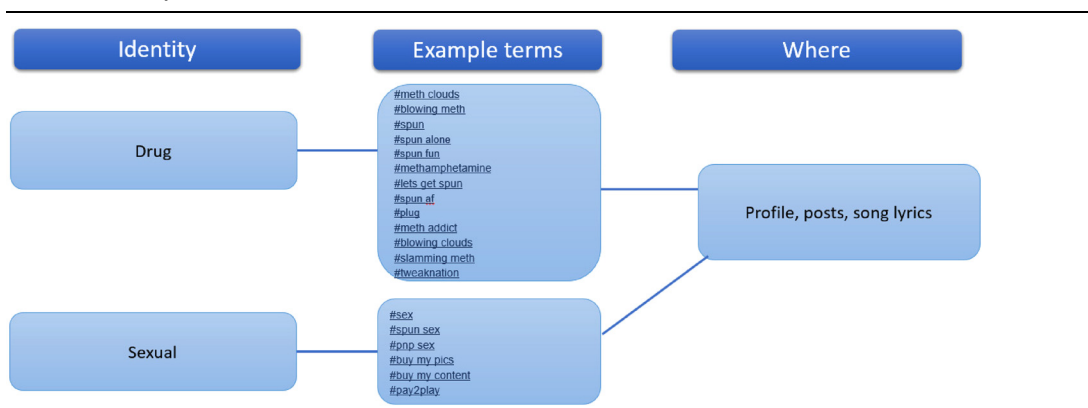 Identity
Example terms
Where
Drug
#meth clouds
#blowing meth
#spun
#spun alone
#spun fun
#methamphetamine
#lets get spun
#spun af
#plug
#meth addict
#blowing clouds
#slamming meth
#tweaknation
Profile, posts, song lyrics
Sexual
#sex
#spun sex
#pnp sex
#buy my pics
#buy my content
#pay2play